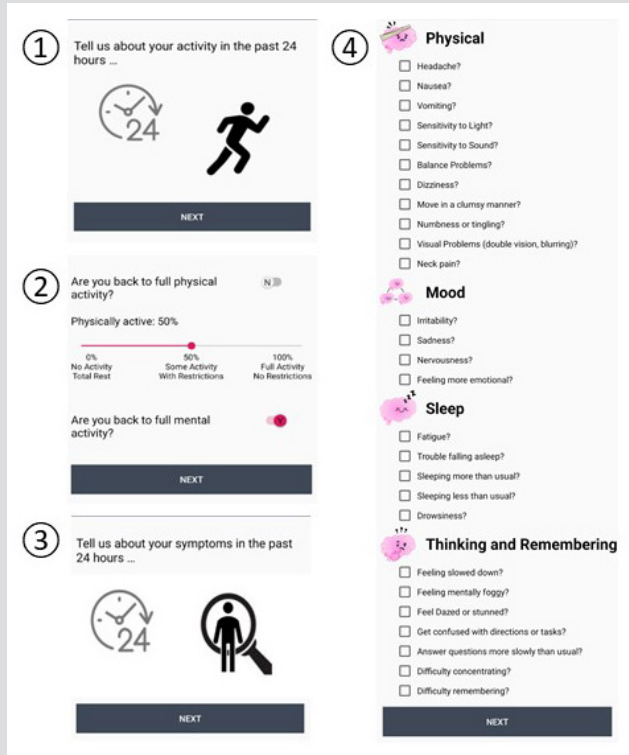 ①
Tell us about your activity in the past 24
hours ...
24
NEXT
②
Are you back to full physical
activity?
N
Physically active: 50%
0%
No Activity
Total Rest
50%
Some Activity
With Restrictions
100%
Full Activity
No Restrictions
Are you back to full mental
activity?
Y
NEXT
③
Tell us about your symptoms in the past
24 hours ...
24
NEXT
④
Physical
Headache?
Nausea?
Vomiting?
Sensitivity to Light?
Sensitivity to Sound?
Balance Problems?
Dizziness?
Move in a clumsy manner?
Numbness or tingling?
Visual Problems (double vision, blurring)?
Neck pain?
Mood
Irritability?
Sadness?
Nervousness?
Feeling more emotional?
zzz
Sleep
Fatigue?
Trouble falling asleep?
Sleeping more than usual?
Sleeping less than usual?
Drowsiness?
Thinking and Remembering
Feeling slowed down?
Feeling mentally foggy?
Feel Dazed or stunned?
Get confused with directions or tasks?
Answer questions more slowly than usual?
Difficulty concentrating?
Difficulty remembering?
NEXT